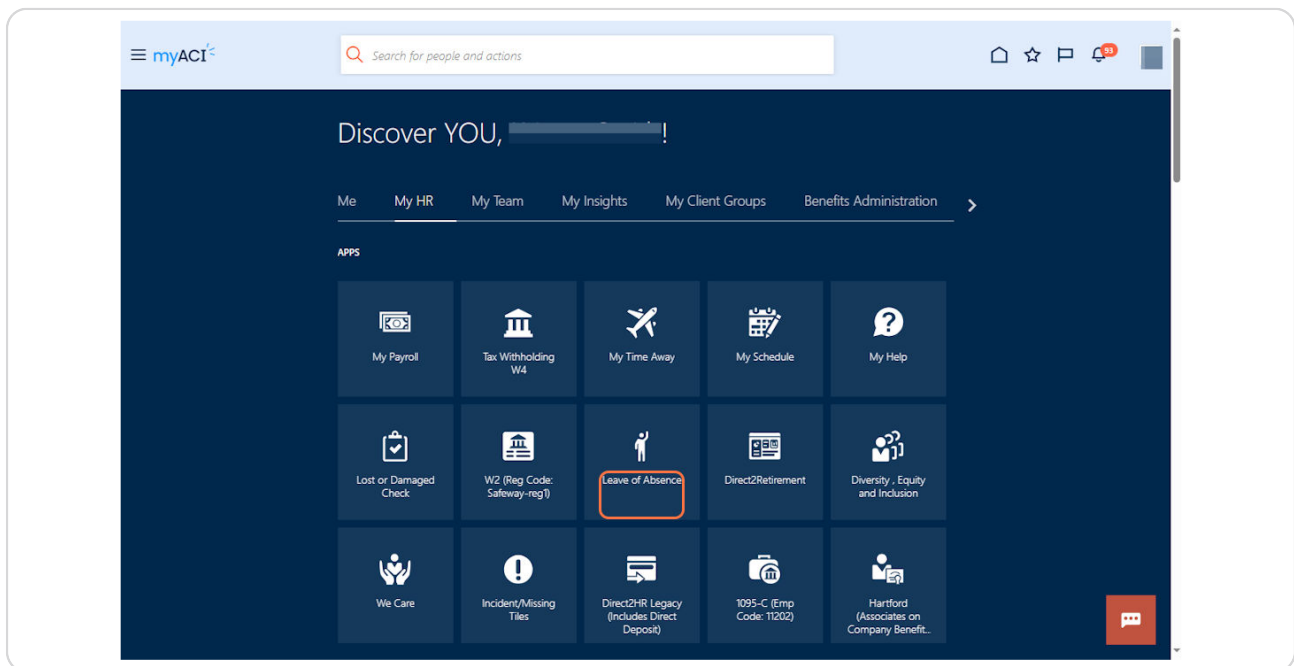 myACI
Search for people and actions
93
Discover YOU, !
Me My HR My Team My Insights My Client Groups Benefits Administration
APPS
My Payroll
Tax Withholding
W4
My Time Away
My Schedule
?
My Help
Lost or Damaged
Check
W2 (Reg Code:
Safeway-reg1)
Leave of Absence
Direct2Retirement
Diversity , Equity
and Inclusion
We Care
Incident/Missing
Tiles
Direct2HR Legacy
(Includes Direct
Deposit)
1095-C (Emp
Code: 11202)
Hartford
(Associates on
Company Benefit..